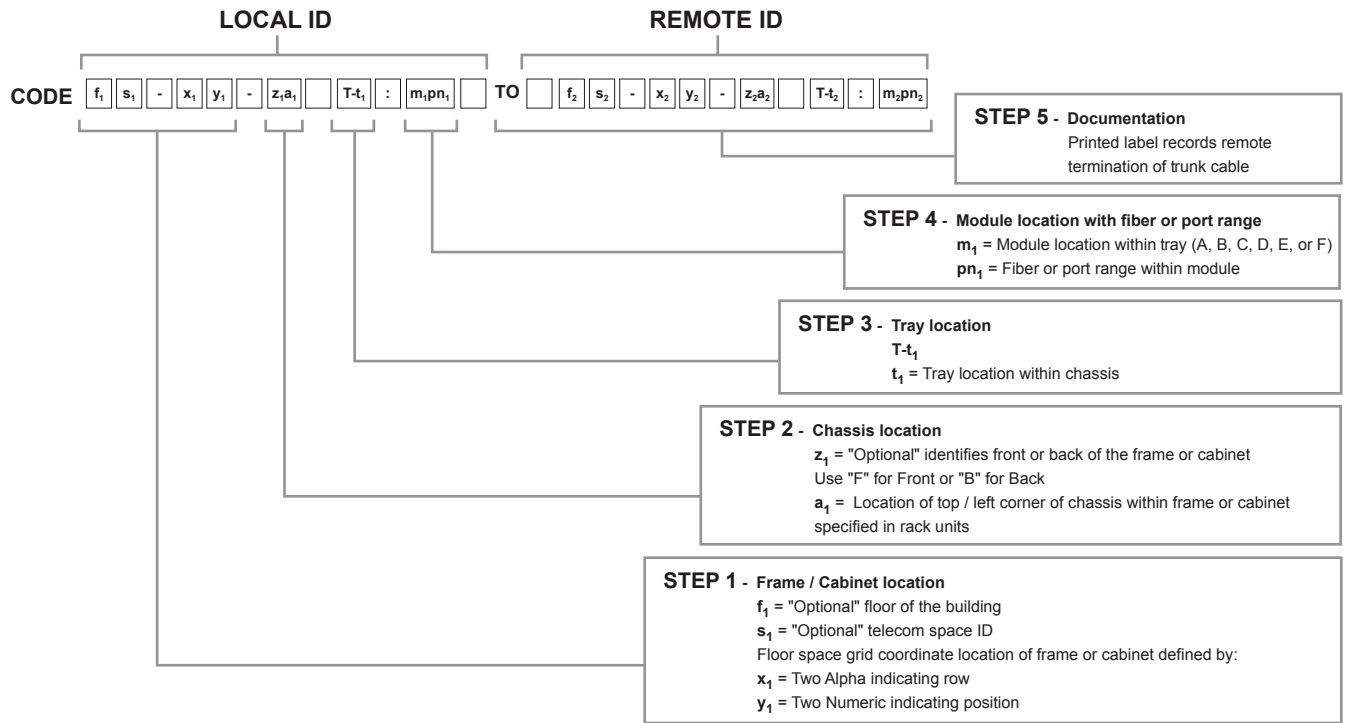 LOCAL ID REMOTE ID
CODE f₁ s₁ - x₁ y₁ - z₁a₁ T-t₁ : m₁pn₁ TO f₂ s₂ - x₂ y₂ - z₂a₂ T-t₂ : m₂pn₂
STEP 5 - Documentation
Printed label records remote
termination of trunk cable
STEP 4 - Module location with fiber or port range
m₁ = Module location within tray (A, B, C, D, E, or F)
pn₁ = Fiber or port range within module
STEP 3 - Tray location
T-t₁
t₁ = Tray location within chassis
STEP 2 - Chassis location
z₁ = "Optional" identifies front or back of the frame or cabinet
Use "F" for Front or "B" for Back
a₁ = Location of top / left corner of chassis within frame or cabinet
specified in rack units
STEP 1 - Frame / Cabinet location
f₁ = "Optional" floor of the building
s₁ = "Optional" telecom space ID
Floor space grid coordinate location of frame or cabinet defined by:
x₁ = Two Alpha indicating row
y₁ = Two Numeric indicating position